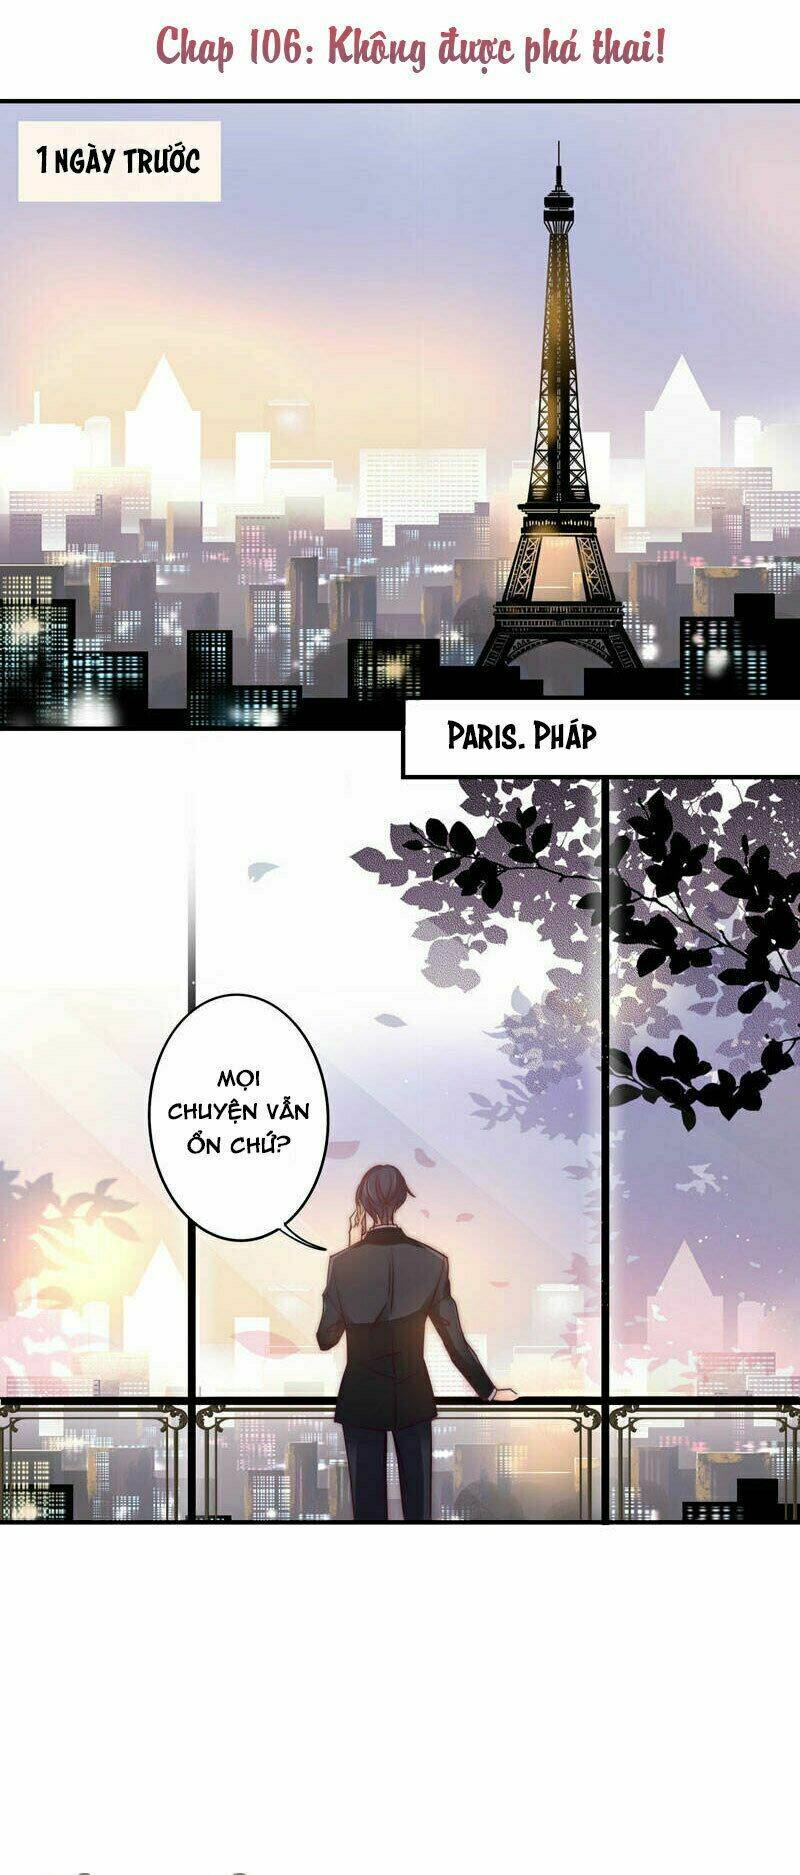 Chap 106: Không được phá thai!
1 NGÀY TRƯỚC
PARIS. PHÁP
MỌI
CHUYỆN VẪN
ỔN CHỨ?